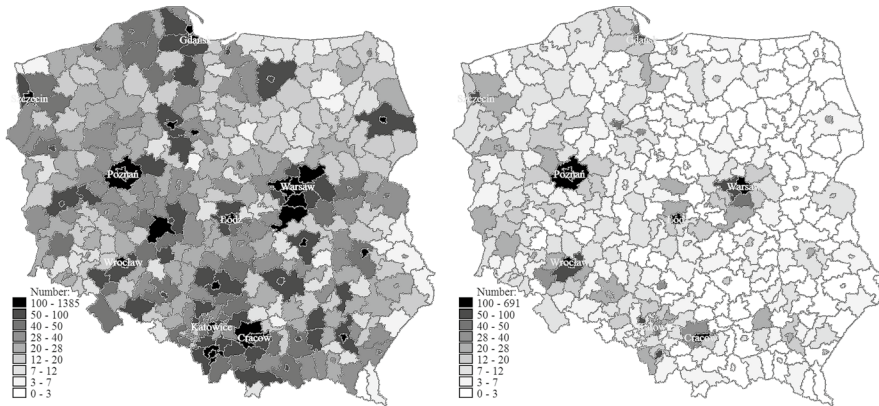 Gdańsk
Szczecin
Poznań
Warsaw
Łódź
Wrocław
Katowice
Cracow
Number:
100 - 1385
50 - 100
40 - 50
28 - 40
20 - 28
12 - 20
7 - 12
3 - 7
0 - 3
Gdańsk
Szczecin
Poznań
Warsaw
Łódź
Wrocław
Katowice
Cracow
Number:
100 - 691
50 - 100
40 - 50
28 - 40
20 - 28
12 - 20
7 - 12
3 - 7
0 - 3